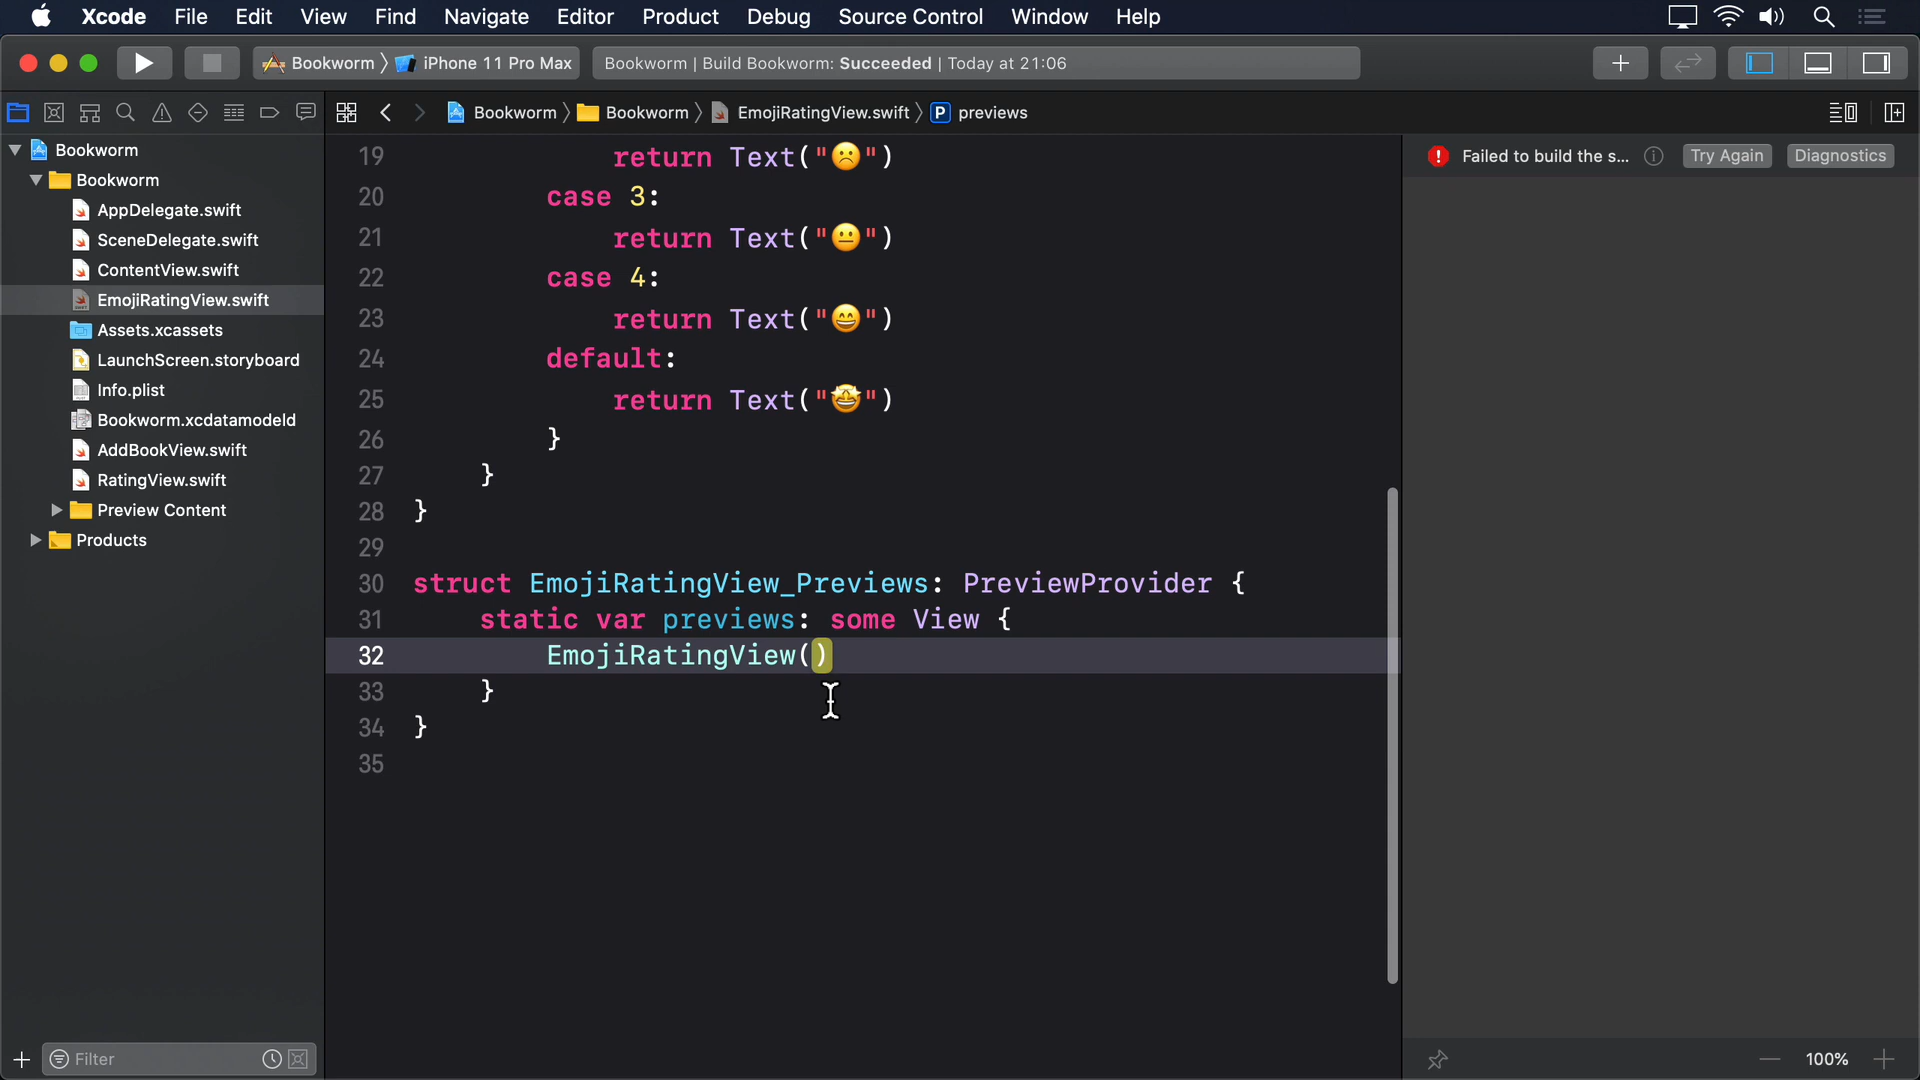 Xcode File Edit View Find Navigate Editor Product Debug Source Control Window Help
Bookworm 〉 iPhone 11 Pro Max
Bookworm | Build Bookworm: Succeeded | Today at 21:06
Bookworm 〉 Bookworm 〉 EmojiRatingView.swift 〉 P previews
Bookworm
Bookworm
AppDelegate.swift
SceneDelegate.swift
ContentView.swift
EmojiRatingView.swift
Assets.xcassets
LaunchScreen.storyboard
Info.plist
Bookworm.xcdatamodeld
AddBookView.swift
RatingView.swift
Preview Content
Products
Filter
19 return Text("☹️")
20 case 3:
21 return Text("😐")
22 case 4:
23 return Text("😄")
24 default:
25 return Text("🤩")
26 }
27 }
28 }
29
30 struct EmojiRatingView_Previews: PreviewProvider {
31 static var previews: some View {
32 EmojiRatingView()
33 }
34 }
35
Failed to build the s... Try Again Diagnostics
100%